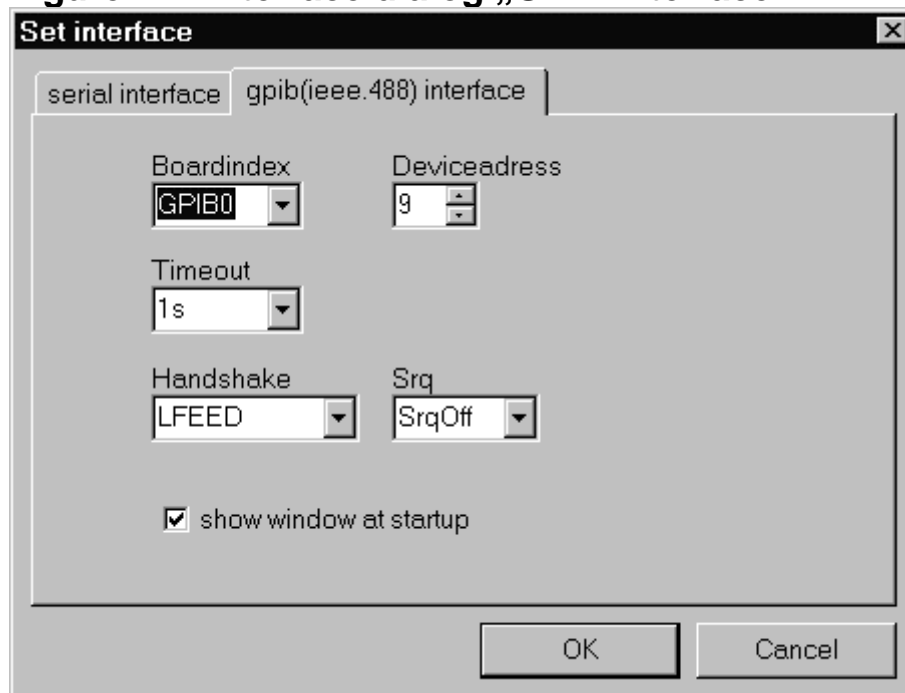 Set interface
serial interface gpib(ieee.488) interface
Boardindex Deviceadress
GPIB0 9
Timeout
1s
Handshake Srq
LFEED SrqOff
show window at startup
OK Cancel